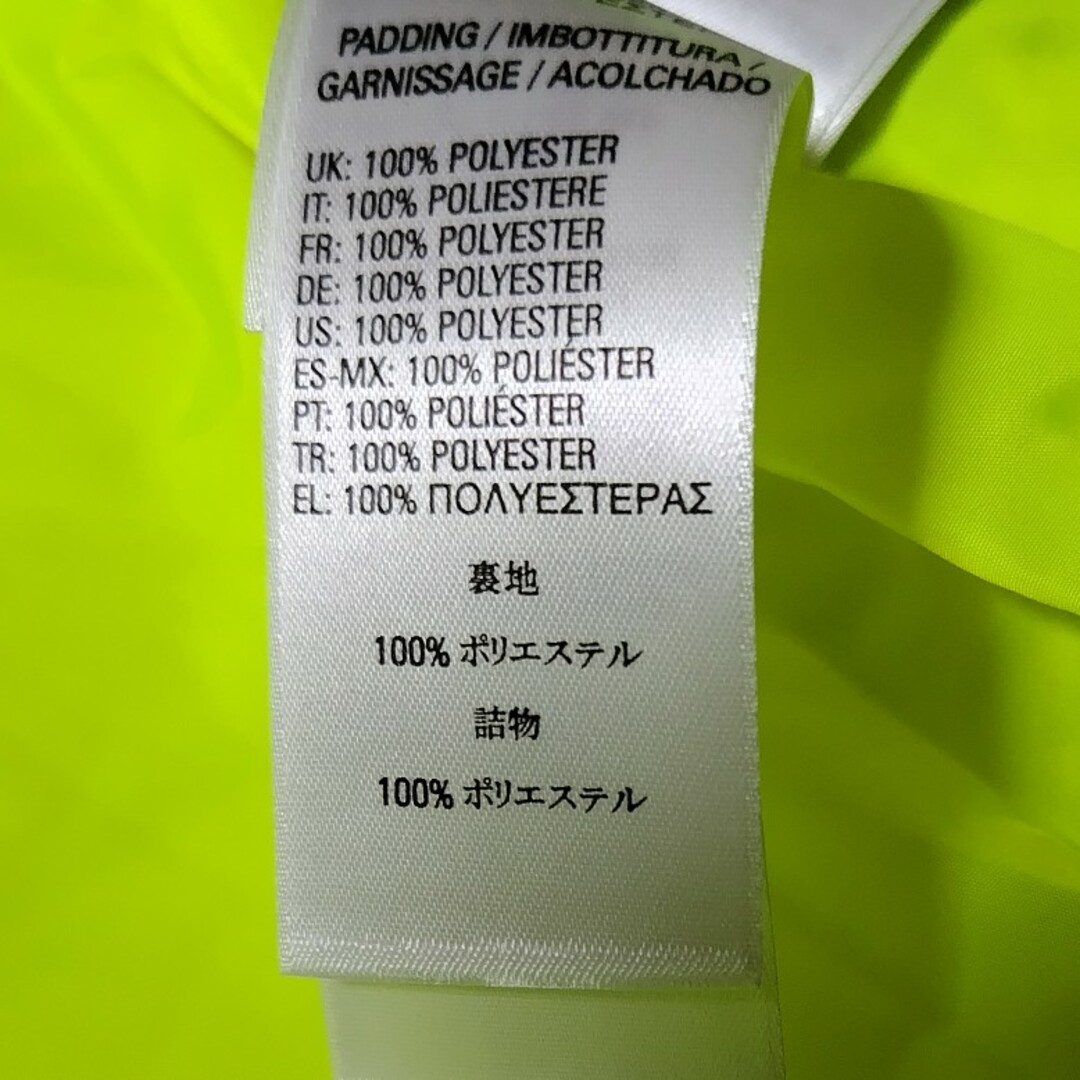 PADDING / IMBOTTITURA /
GARNISSAGE / ACOLCHADO
UK: 100% POLYESTER
IT: 100% POLIESTERE
FR: 100% POLYESTER
DE: 100% POLYESTER
US: 100% POLYESTER
ES-MX: 100% POLIÉSTER
PT: 100% POLIÉSTER
TR: 100% POLYESTER
EL: 100% ΠΟΛΥΕΣΤΕΡΑΣ
裏地
100% ポリエステル
詰物
100% ポリエステル